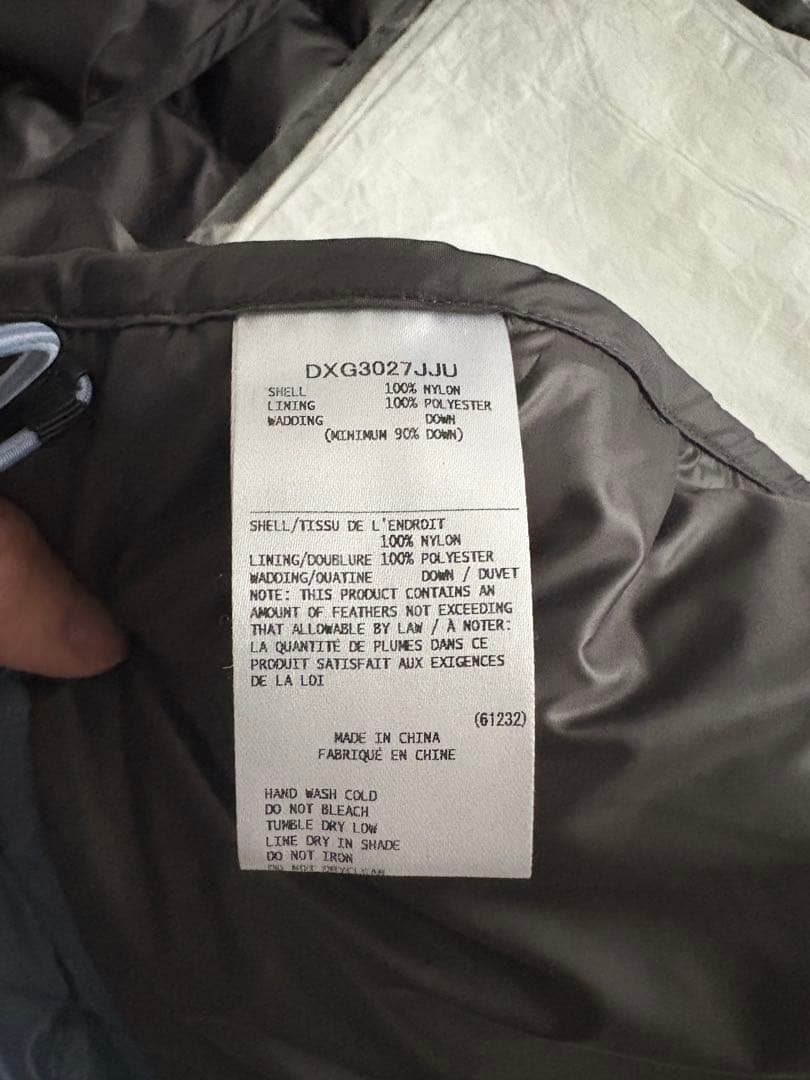 DXG3027JJU
SHELL 100% NYLON
LINING 100% POLYESTER
WADDING DOWN
(MINIMUM 90% DOWN)
SHELL/TISSU DE L'ENDROIT
100% NYLON
LINING/DOUBLURE 100% POLYESTER
WADDING/OUATINE DOWN / DUVET
NOTE: THIS PRODUCT CONTAINS AN
AMOUNT OF FEATHERS NOT EXCEEDING
THAT ALLOWABLE BY LAW / À NOTER:
LA QUANTITÉ DE PLUMES DANS CE
PRODUIT SATISFAIT AUX EXIGENCES
DE LA LOI
(61232)
MADE IN CHINA
FABRIQUÉ EN CHINE
HAND WASH COLD
DO NOT BLEACH
TUMBLE DRY LOW
LINE DRY IN SHADE
DO NOT IRON
DO NOT DRYCLEAN